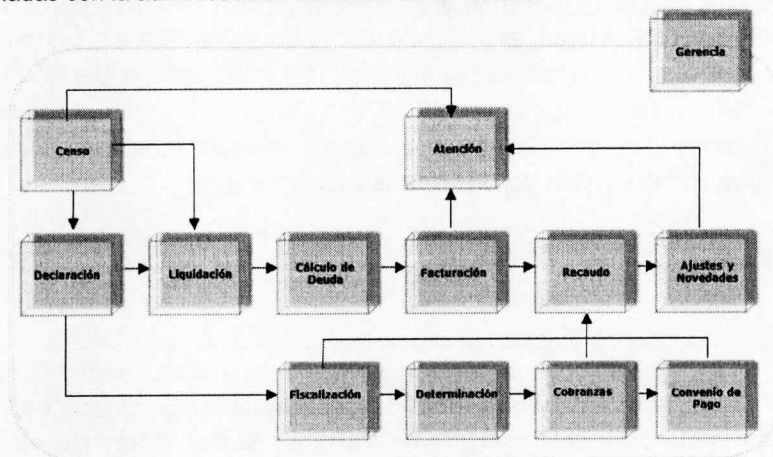 Gerencia
Censo
Atención
Declaración
Liquidación
Cálculo de
Deuda
Facturación
Recaudo
Ajustes y
Novedades
Fiscalización
Determinación
Cobranzas
Convenio de
Pago